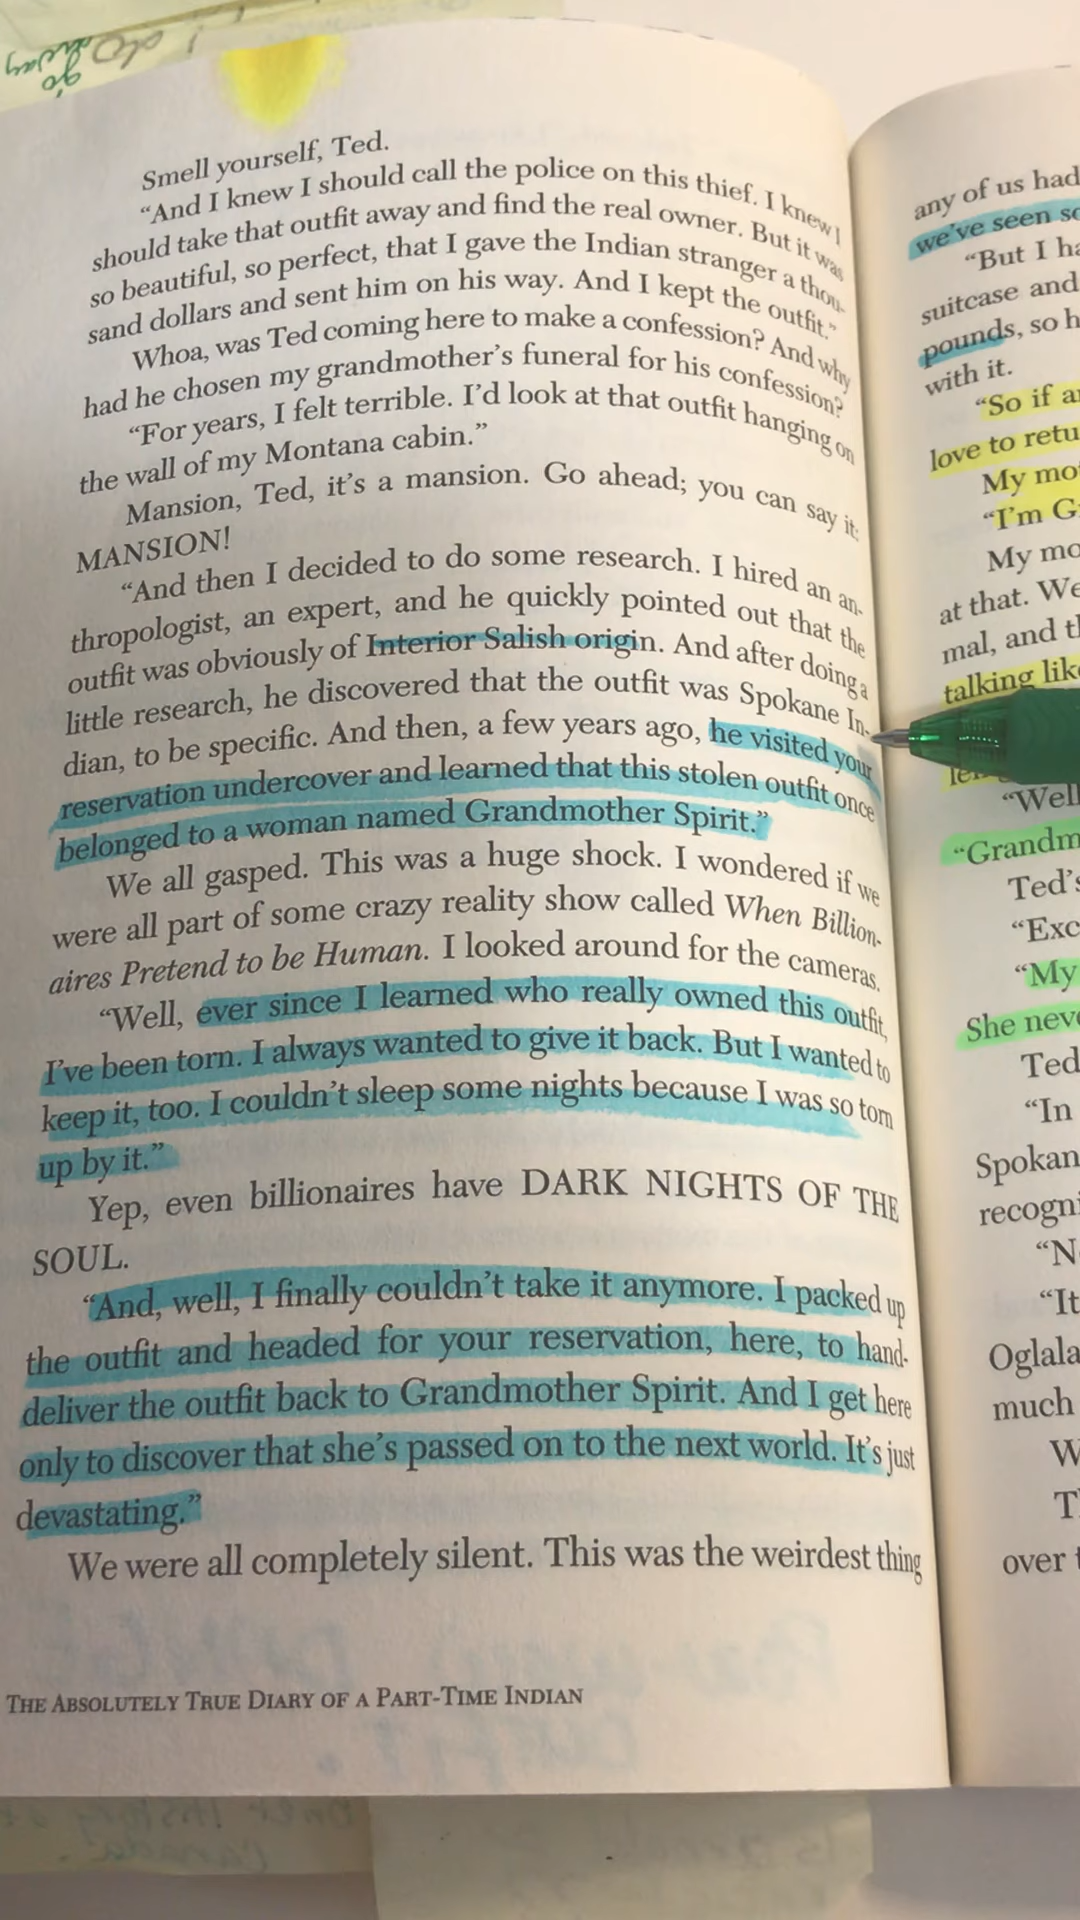 I do
go
away
Smell yourself, Ted.
“And I knew I should call the police on this thief. I knew I
should take that outfit away and find the real owner. But it was
so beautiful, so perfect, that I gave the Indian stranger a thou-
sand dollars and sent him on his way. And I kept the outfit.”
Whoa, was Ted coming here to make a confession? And why
had he chosen my grandmother’s funeral for his confession?
“For years, I felt terrible. I’d look at that outfit hanging on
the wall of my Montana cabin.”
Mansion, Ted, it’s a mansion. Go ahead; you can say it:
MANSION!
“And then I decided to do some research. I hired an an-
thropologist, an expert, and he quickly pointed out that the
outfit was obviously of Interior Salish origin. And after doing a
little research, he discovered that the outfit was Spokane In-
dian, to be specific. And then, a few years ago, he visited your
reservation undercover and learned that this stolen outfit once
belonged to a woman named Grandmother Spirit.”
We all gasped. This was a huge shock. I wondered if we
were all part of some crazy reality show called When Billion-
aires Pretend to be Human. I looked around for the cameras.
“Well, ever since I learned who really owned this outfit,
I’ve been torn. I always wanted to give it back. But I wanted to
keep it, too. I couldn’t sleep some nights because I was so torn
up by it.”
Yep, even billionaires have DARK NIGHTS OF THE
SOUL.
“And, well, I finally couldn’t take it anymore. I packed up
the outfit and headed for your reservation, here, to hand-
deliver the outfit back to Grandmother Spirit. And I get here
only to discover that she’s passed on to the next world. It’s just
devastating.”
We were all completely silent. This was the weirdest thing
THE ABSOLUTELY TRUE DIARY OF A PART-TIME INDIAN
any of us had
we’ve seen so
“But I ha
suitcase and
pounds, so h
with it.
“So if a
love to retu
My mo
“I’m G
My mo
at that. We
mal, and th
talking like
“Well
“Grandm
Ted’s
“Exc
“My
She neve
Ted
“In
Spokan
recogni
“N
“It
Oglala
much
W
T
over t